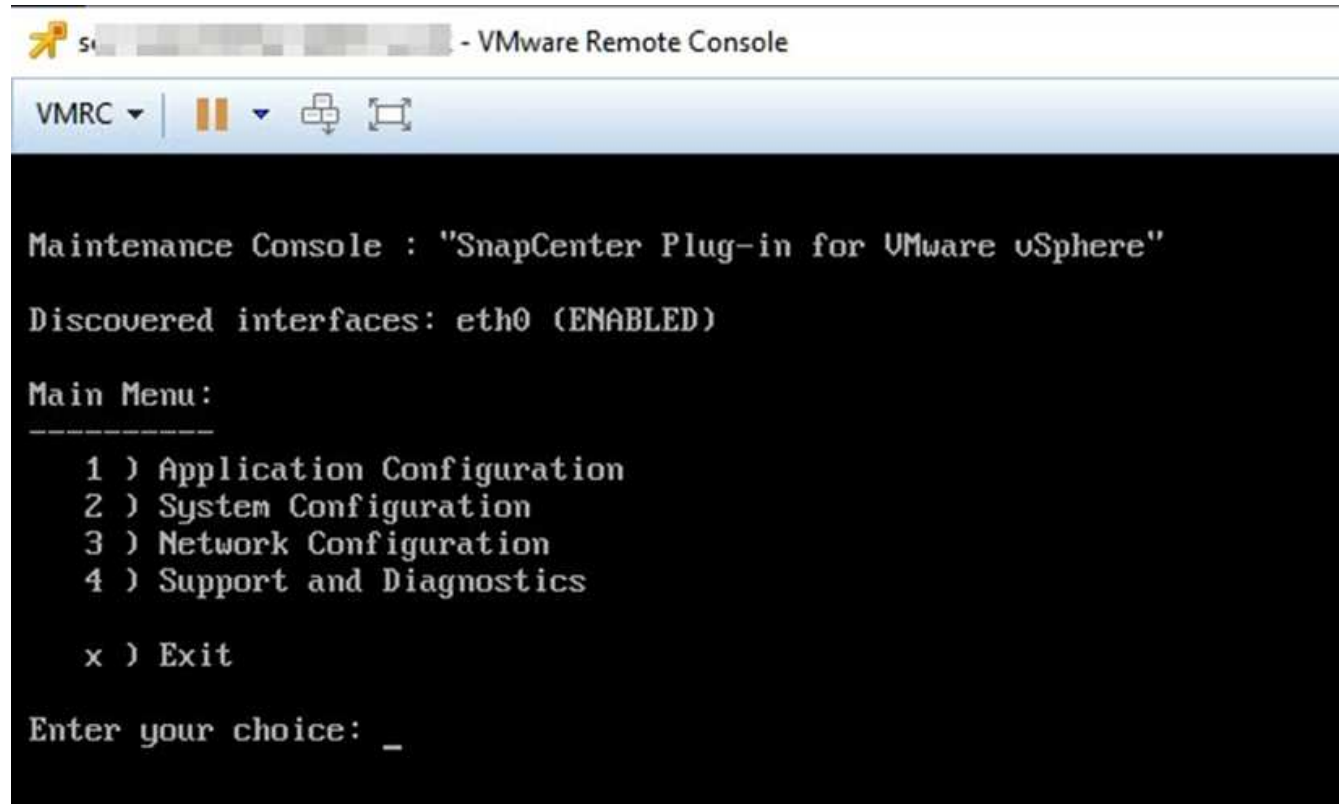 - VMware Remote Console
VMRC
Maintenance Console : "SnapCenter Plug-in for VMware vSphere"
Discovered interfaces: eth0 (ENABLED)
Main Menu:
----------
1 ) Application Configuration
2 ) System Configuration
3 ) Network Configuration
4 ) Support and Diagnostics
x ) Exit
Enter your choice: _